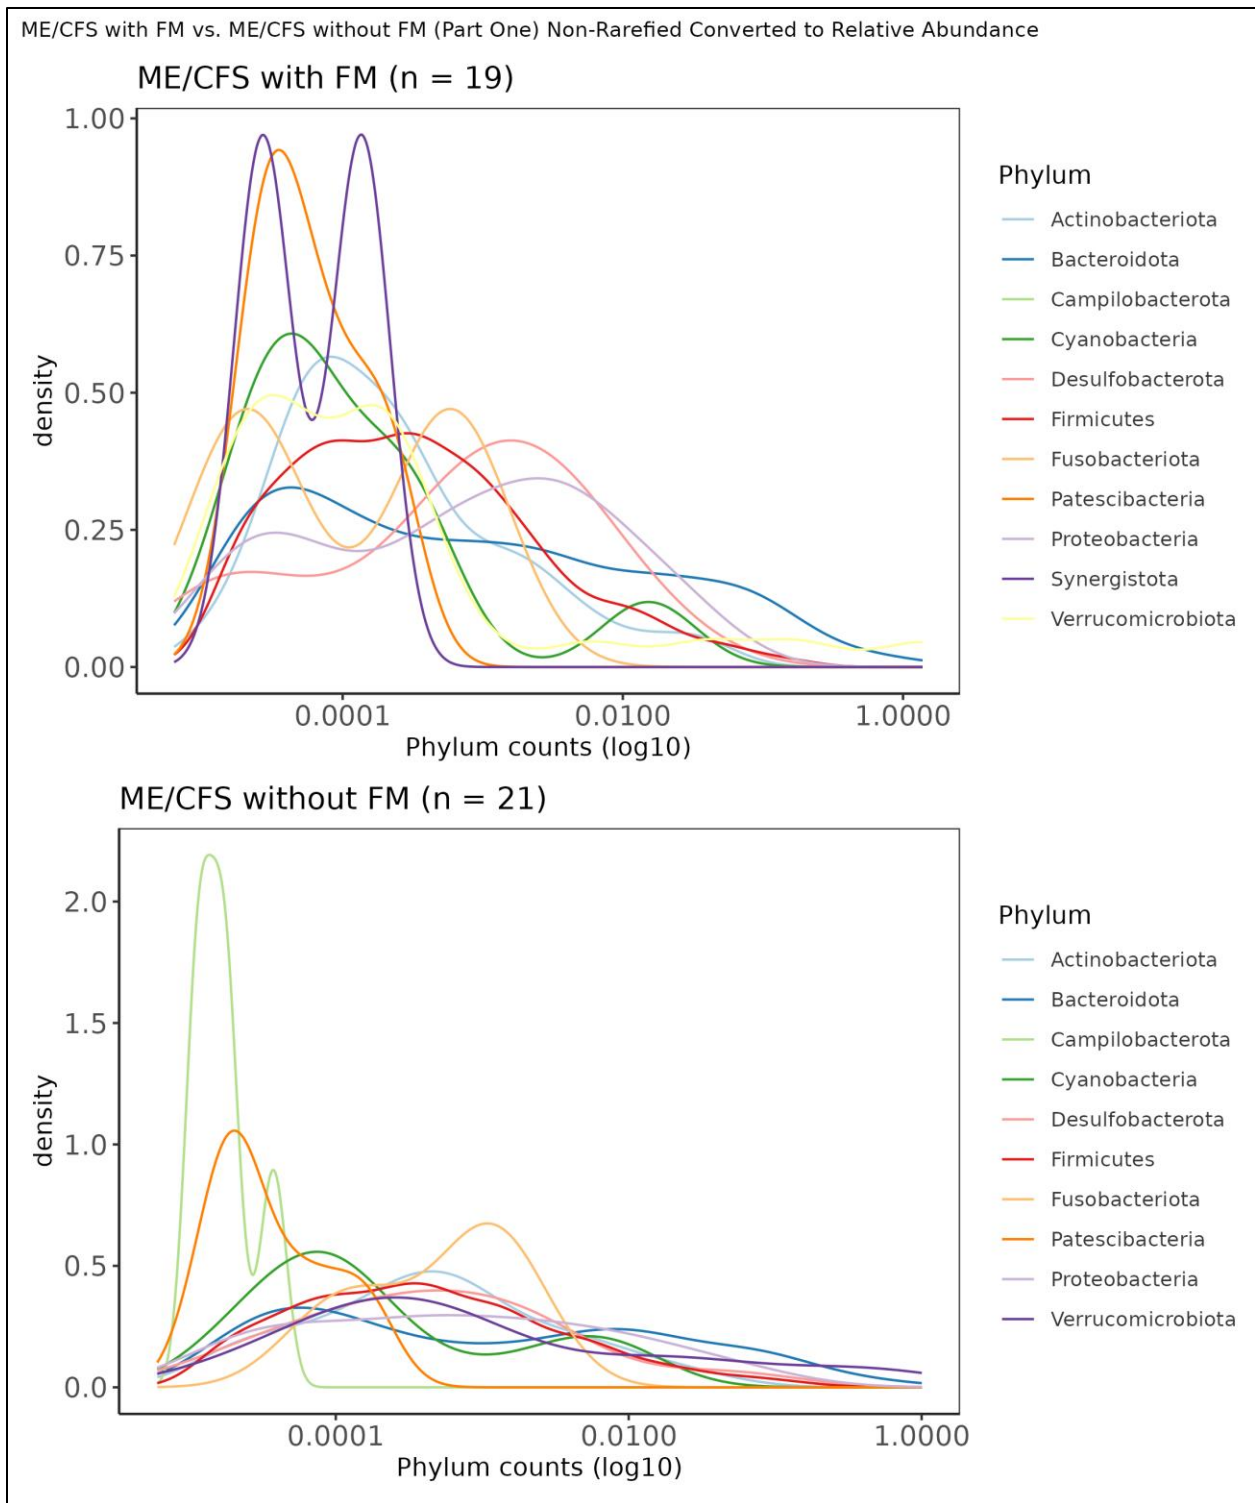 ME/CFS with FM vs. ME/CFS without FM (Part One) Non-Rarefied Converted to Relative Abundance
ME/CFS with FM (n = 19)
1.00
0.75
0.50
0.25
0.00
density
0.0001
0.0100
1.0000
Phylum counts (log10)
Phylum
Actinobacteriota
Bacteroidota
Campilobacterota
Cyanobacteria
Desulfobacterota
Firmicutes
Fusobacteriota
Patescibacteria
Proteobacteria
Synergistota
Verrucomicrobiota
ME/CFS without FM (n = 21)
2.0
1.5
1.0
0.5
0.0
density
0.0001
0.0100
1.0000
Phylum counts (log10)
Phylum
Actinobacteriota
Bacteroidota
Campilobacterota
Cyanobacteria
Desulfobacterota
Firmicutes
Fusobacteriota
Patescibacteria
Proteobacteria
Verrucomicrobiota